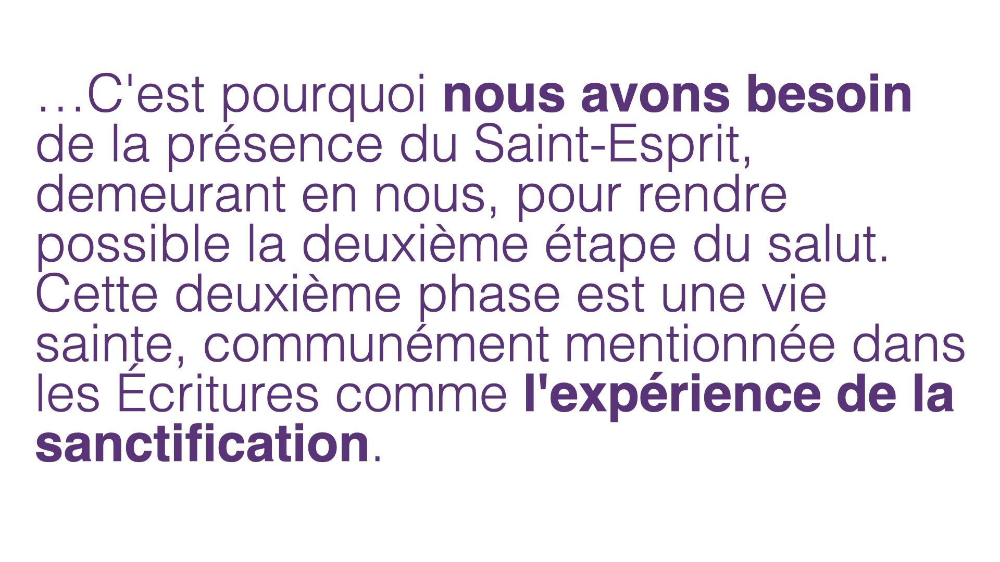 …C'est pourquoi nous avons besoin
de la présence du Saint-Esprit,
demeurant en nous, pour rendre
possible la deuxième étape du salut.
Cette deuxième phase est une vie
sainte, communément mentionnée dans
les Écritures comme l'expérience de la
sanctification.